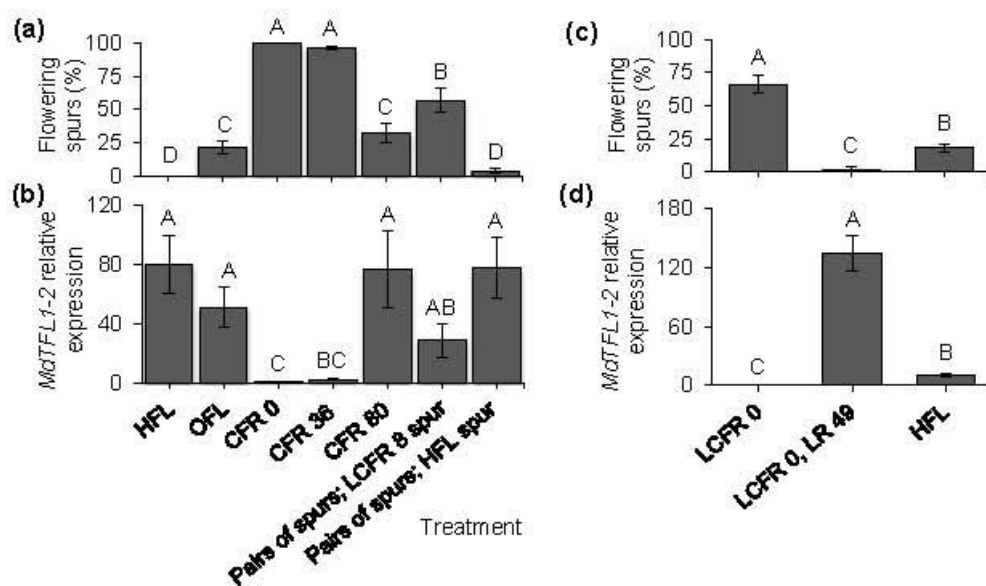 (a)
Flowering
spurs (%)
100
75
50
25
0
D
C
A
A
C
B
D
(b)
MdTFL1-2 relative
expression
120
80
40
0
A
A
C
BC
A
AB
A
HFL
OFL
CFR 0
CFR 36
CFR 60
Pairs of spurs; LCFR 8 spur
Pairs of spurs; HFL spur
Treatment
(c)
Flowering
spurs (%)
100
75
50
25
0
A
C
B
(d)
MdTFL1-2 relative
expression
180
120
60
0
C
A
B
LCFR 0
LCFR 0, LR 49
HFL